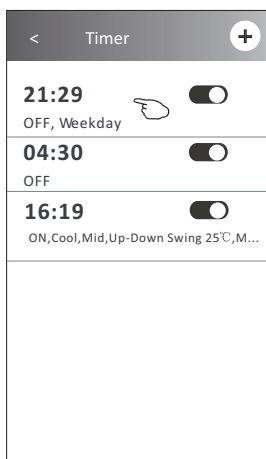 < Timer +
21:29
OFF, Weekday
04:30
OFF
16:19
ON,Cool,Mid,Up-Down Swing 25℃,M...